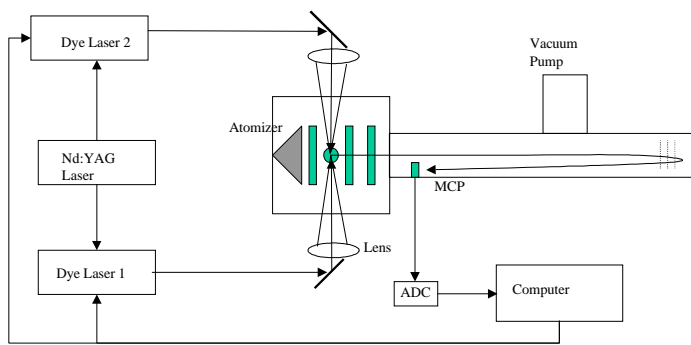 Dye Laser 2
Vacuum
Pump
Atomizer
Nd:YAG
Laser
MCP
Lens
Dye Laser 1
ADC
Computer